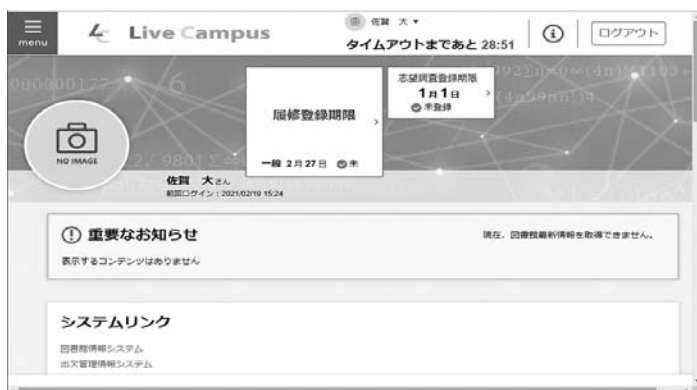 menu
Live Campus
佐賀 大▼
タイムアウトまであと 28:51
ログアウト
履修登録期限
一般 2月27日 未
志望調査登録期限
1月1日
未登録
NO IMAGE
佐賀 大さん
前回ログイン：2021/02/19 15:24
重要なお知らせ
現在、図書館最新情報を取得できません。
表示するコンテンツはありません
システムリンク
図書館情報システム
出欠管理情報システム